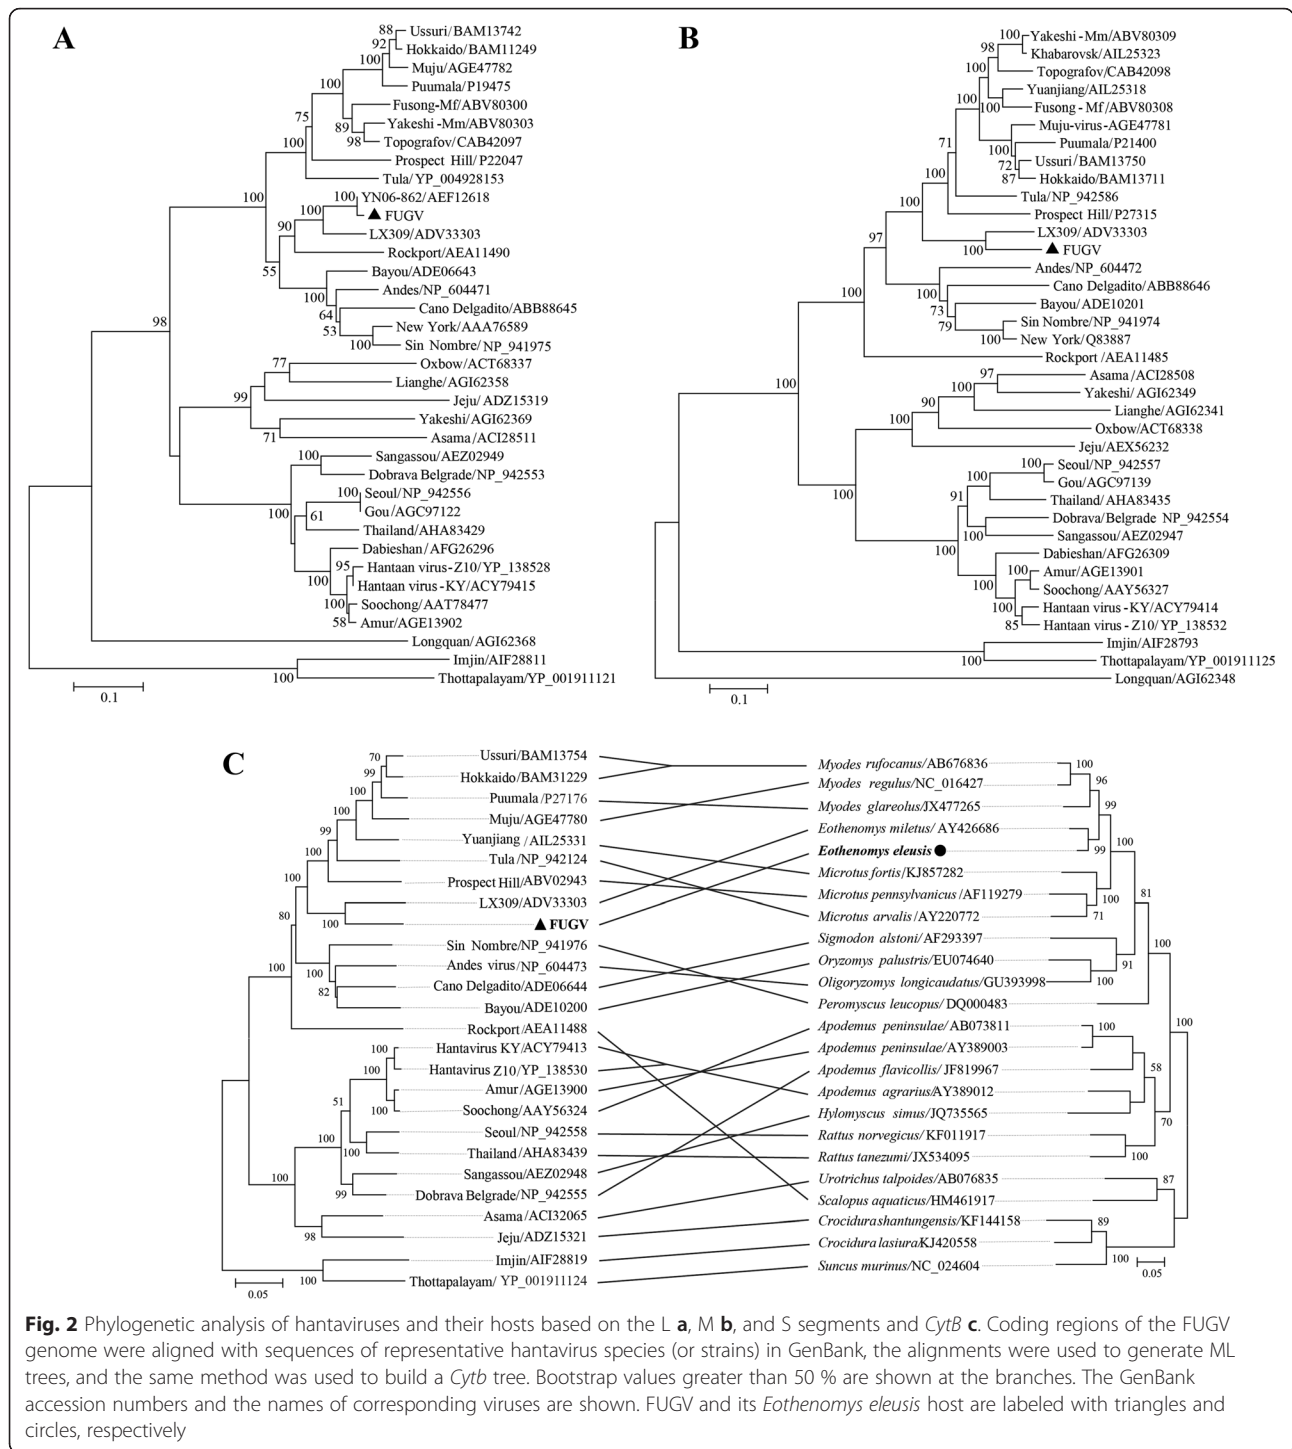 A
88
Ussuri/BAM13742
92
Hokkaido/BAM11249
100
Muju/AGE47782
100
Puumala/P19475
75
Fusong-Mf/ABV80300
89
Yakeshi-Mm/ABV80303
98
Topografov/CAB42097
100
Prospect Hill/P22047
Tula/YP_004928153
100
100
YN06-862/AEF12618
100
▲ FUGV
90
LX309/ADV33303
Rockport/AEA11490
55
Bayou/ADE06643
100
Andes/NP_604471
64
Cano Delgadito/ABB88645
53
New York/AAA76589
100
Sin Nombre/NP_941975
98
77
Oxbow/ACT68337
Lianghe/AGI62358
99
Jeju/ADZ15319
Yakeshi/AGI62369
71
Asama/ACI28511
100
Sangassou/AEZ02949
Dobrava Belgrade/NP_942553
100
Seoul/NP_942556
100
61
Gou/AGC97122
Thailand/AHA83429
Dabieshan/AFG26296
95
Hantaan virus-Z10/YP_138528
100
Hantaan virus-KY/ACY79415
100
Soochong/AAT78477
58
Amur/AGE13902
Longquan/AGI62368
Imjin/AIF28811
100
Thottapalayam/YP_001911121
0.1
B
100
Yakeshi-Mm/ABV80309
98
Khabarovsk/AIL25323
100
Topografov/CAB42098
Yuanjiang/AIL25318
100
100
Fusong-Mf/ABV80308
Muju-virus-AGE47781
71
100
Puumala/P21400
72
Ussuri/BAM13750
87
Hokkaido/BAM13711
100
Tula/NP_942586
Prospect Hill/P27315
100
LX309/ADV33303
100
▲ FUGV
97
Andes/NP_604472
100
Cano Delgadito/ABB88646
73
Bayou/ADE10201
79
Sin Nombre/NP_941974
100
New York/Q83887
100
Rockport/AEA11485
100
97
Asama/ACI28508
100
Yakeshi/AGI62349
90
Lianghe/AGI62341
100
Oxbow/ACT68338
Jeju/AEX56232
100
100
Seoul/NP_942557
100
Gou/AGC97139
91
Thailand/AHA83435
Dobrava/Belgrade NP_942554
100
Sangassou/AEZ02947
100
Dabieshan/AFG26309
100
100
Amur/AGE13901
Soochong/AAY56327
100
Hantaan virus-KY/ACY79414
85
Hantaan virus-Z10/YP_138532
Imjin/AIF28793
100
Thottapalayam/YP_001911125
Longquan/AGI62348
0.1
C
70
Ussuri/BAM13754
99
Hokkaido/BAM31229
100
Puumala/P27176
100
Muju/AGE47780
99
Yuanjiang/AIL25331
100
Tula/NP_942124
100
Prospect Hill/ABV02943
80
LX309/ADV33303
100
▲ FUGV
Sin Nombre/NP_941976
100
100
Andes virus/NP_604473
82
Cano Delgadito/ADE06644
Bayou/ADE10200
Rockport/AEA11488
100
Hantavirus KY/ACY79413
100
Hantavirus Z10/YP_138530
Amur/AGE13900
51
100
Soochong/AAY56324
100
Seoul/NP_942558
100
Thailand/AHA83439
Sangassou/AEZ02948
100
99
Dobrava Belgrade/NP_942555
Asama/ACI32065
98
Jeju/ADZ15321
Imjin/AIF28819
100
Thottapalayam/ YP_001911124
0.05
Myodes rufocanus/AB676836
100
Myodes regulus/NC_016427
96
Myodes glareolus/JX477265
99
Eothenomys miletus/ AY426686
100
Eothenomys eleusis ●
99
Microtus fortis/KJ857282
Microtus pennsylvanicus/AF119279
100
81
Microtus arvalis/AY220772
71
Sigmodon alstoni/AF293397
100
Oryzomys palustris/EU074640
91
Oligoryzomys longicaudatus/GU393998
100
Peromyscus leucopus/ DQ000483
Apodemus peninsulae/ AB073811
100
100
Apodemus peninsulae/ AY389003
Apodemus flavicollis/ JF819967
58
Apodemus agrarius/AY389012
Hylomyscus simus/JQ735565
70
Rattus norvegicus/ KF011917
Rattus tanezumi/JX534095
100
Urotrichus talpoides/AB076835
87
Scalopus aquaticus/HM461917
Crocidura shantungensis/KF144158
89
Crocidura lasiura/KJ420558
100
Suncus murinus/NC_024604
0.05
Fig. 2 Phylogenetic analysis of hantaviruses and their hosts based on the L a, M b, and S segments and CytB c. Coding regions of the FUGV
genome were aligned with sequences of representative hantavirus species (or strains) in GenBank, the alignments were used to generate ML
trees, and the same method was used to build a Cytb tree. Bootstrap values greater than 50 % are shown at the branches. The GenBank
accession numbers and the names of corresponding viruses are shown. FUGV and its Eothenomys eleusis host are labeled with triangles and
circles, respectively